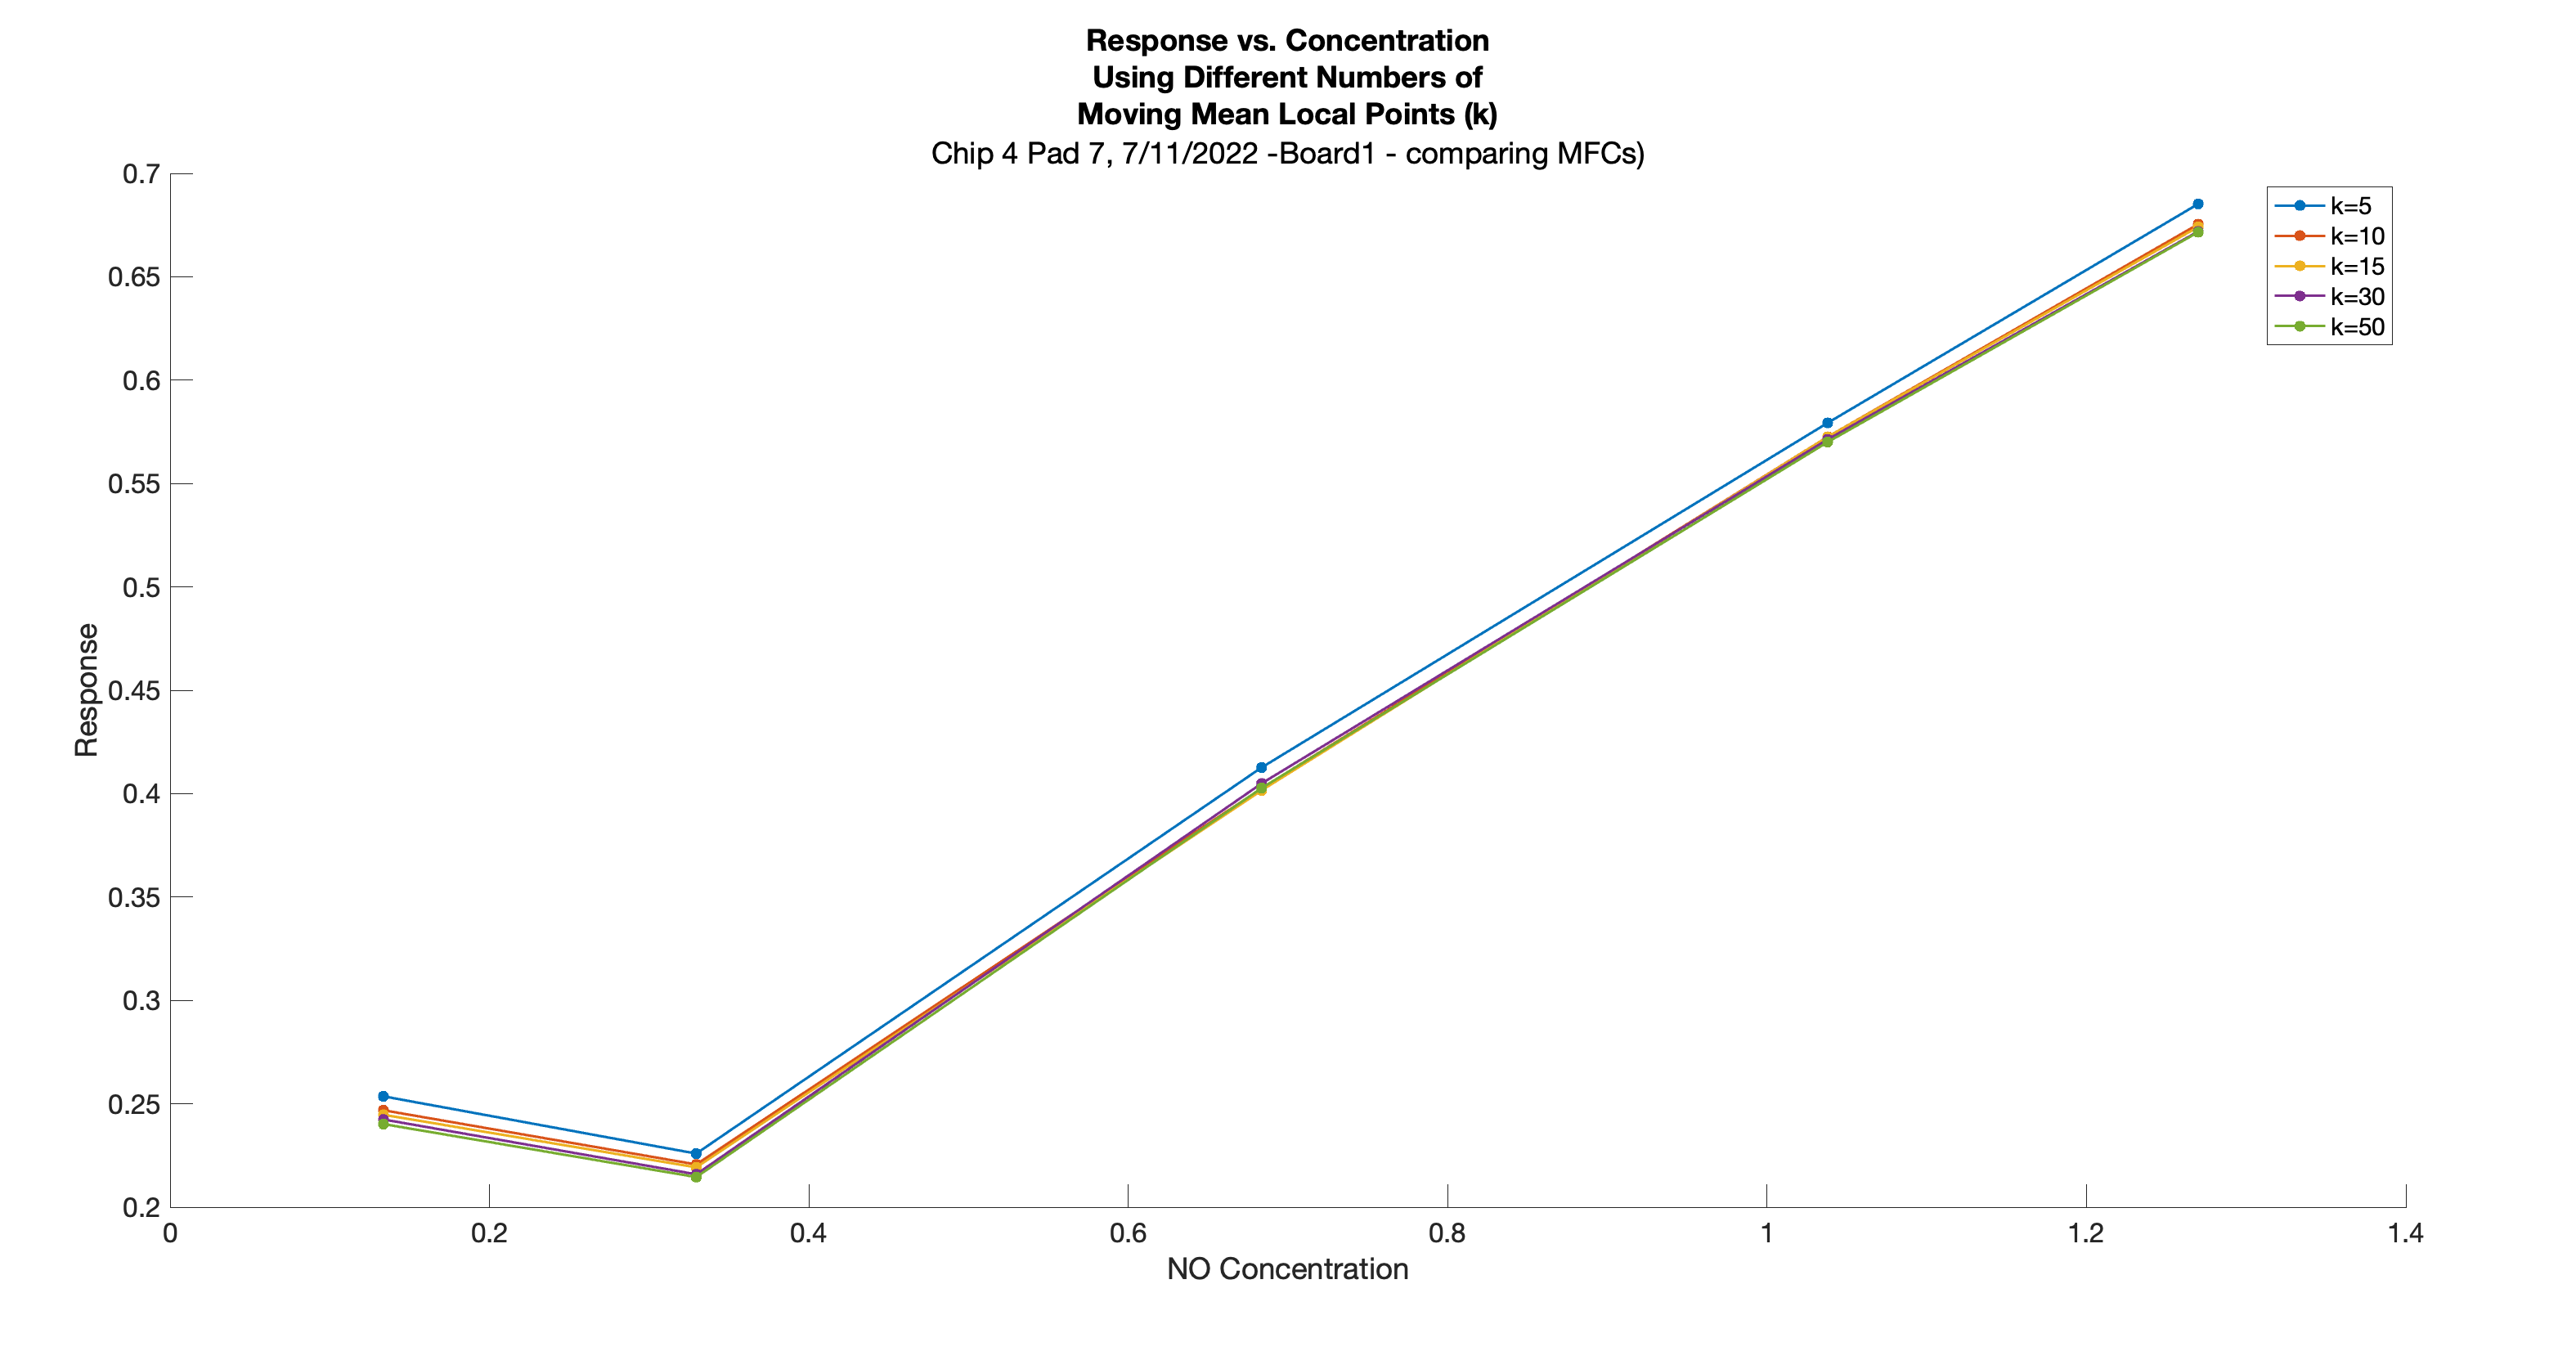 Response vs. Concentration
Using Different Numbers of
Moving Mean Local Points (k)
Chip 4 Pad 7, 7/11/2022 -Board1 - comparing MFCs)
0.7
0.65
0.6
0.55
0.5
0.45
0.4
0.35
0.3
0.25
0.2
Response
k=5
k=10
k=15
k=30
k=50
0
0.2
0.4
0.6
0.8
1
1.2
1.4
NO Concentration